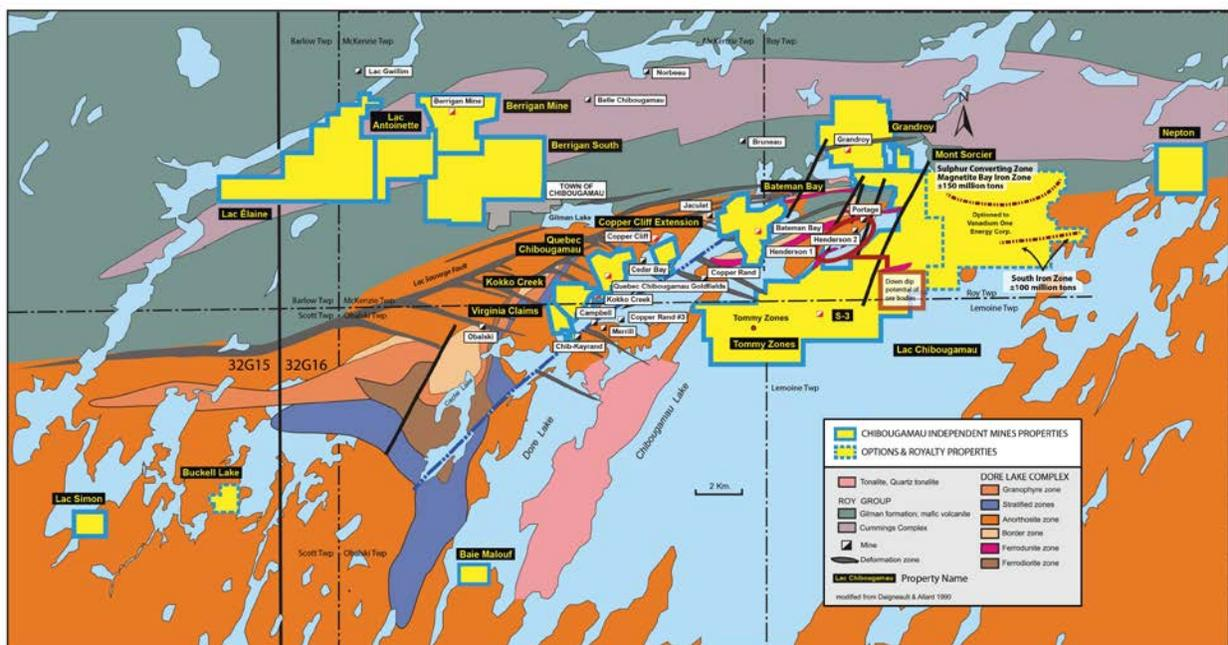 Barlow Twp
McKenzie Twp
McKenzie Twp
Roy Twp
Lac Gwillim
Norbeau
Belle Chibougamau
Berrigan Mine
Berrigan Mine
Lac
Antoinette
Berrigan South
Bruneau
Grandroy
Grandroy
N
Nepton
Mont Sorcier
Sulphur Converting Zone
Magnetite Bay Iron Zone
±150 million tons
TOWN OF
CHIBOUGAMAU
Bateman Bay
Lac Élaine
Gilman Lake
Jaculet
Portage
Copper Cliff Extension
Copper Cliff
Bateman Bay
Henderson 2
Henderson 1
Optioned to
Vanadium One
Energy Corp.
Quebec
Chibougamau
Cedar Bay
Copper Rand
Lac Sauvage Fault
Kokko Creek
Quebec Chibougamau Goldfields
South Iron Zone
±100 million tons
Down dip
potential of
ore bodies
Barlow Twp
McKenzie Twp
Kokko Creek
Roy Twp
Scott Twp
Obalski Twp
Virginia Claims
Campbell
Copper Rand #3
Lemoine Twp
S-3
Tommy Zones
Obalski
Merrill
Chib-Kayrand
Tommy Zones
Lac Chibougamau
32G15
32G16
Lemoine Twp
Cache Lake
Dore Lake
Chibougamau Lake
Buckell Lake
Lac Simon
2 Km.
Scott Twp
Obalski Twp
Baie Malouf
CHIBOUGAMAU INDEPENDENT MINES PROPERTIES
OPTIONS & ROYALTY PROPERTIES
Tonalite, Quartz tonalite
ROY GROUP
Gilman formation; mafic volcanite
Cummings Complex
Mine
Deformation zone
DORE LAKE COMPLEX
Granophyre zone
Stratified zones
Anorthosite zone
Border zone
Ferrodunite zone
Ferrodiorite zone
Lac Chibougamau
Property Name
modified from Daigneault & Allard 1990